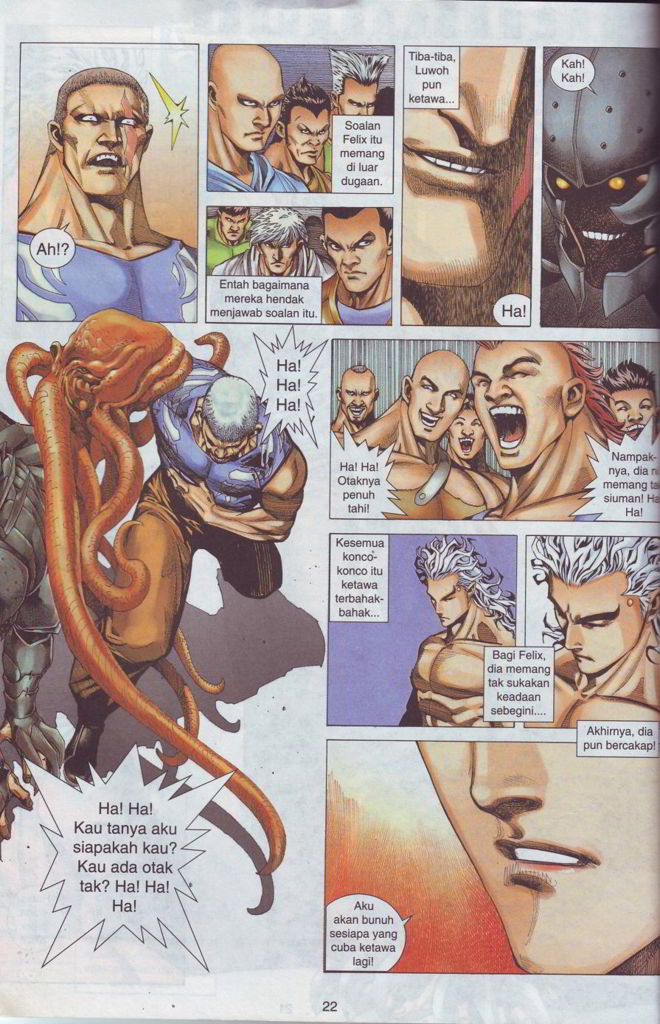 Ah!?
Soalan
Felix itu
memang
di luar
dugaan.
Entah bagaimana
mereka hendak
menjawab soalan itu.
Tiba-tiba,
Luwoh
pun
ketawa...
Ha!
Kah!
Kah!
Ha!
Ha!
Ha!
Ha! Ha!
Otaknya
penuh
tahi!
Nampak-
nya, dia
memang ta
siuman! Ha
Ha!
Kesemua
konco-
konco itu
ketawa
terbahak-
bahak...
Bagi Felix,
dia memang
tak sukakan
keadaan
sebegini....
Akhirnya, dia
pun bercakap!
Ha! Ha!
Kau tanya aku
siapakah kau?
Kau ada otak
tak? Ha! Ha!
Ha!
Aku
akan bunuh
sesiapa yang
cuba ketawa
lagi!
22